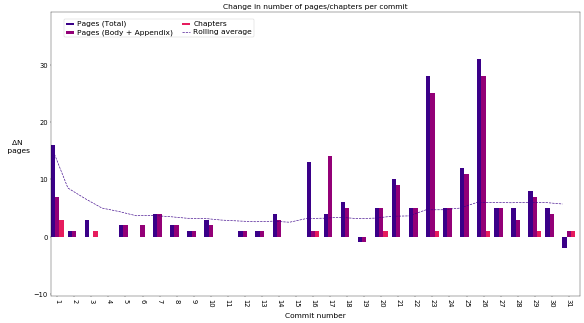 Change in number of pages/chapters per commit
Pages (Total)
Pages (Body + Appendix)
Chapters
Rolling average
30
20
10
0
−10
ΔN
pages
1 2 3 4 5 6 7 8 9 10 11 12 13 14 15 16 17 18 19 20 21 22 23 24 25 26 27 28 29 30 31
Commit number